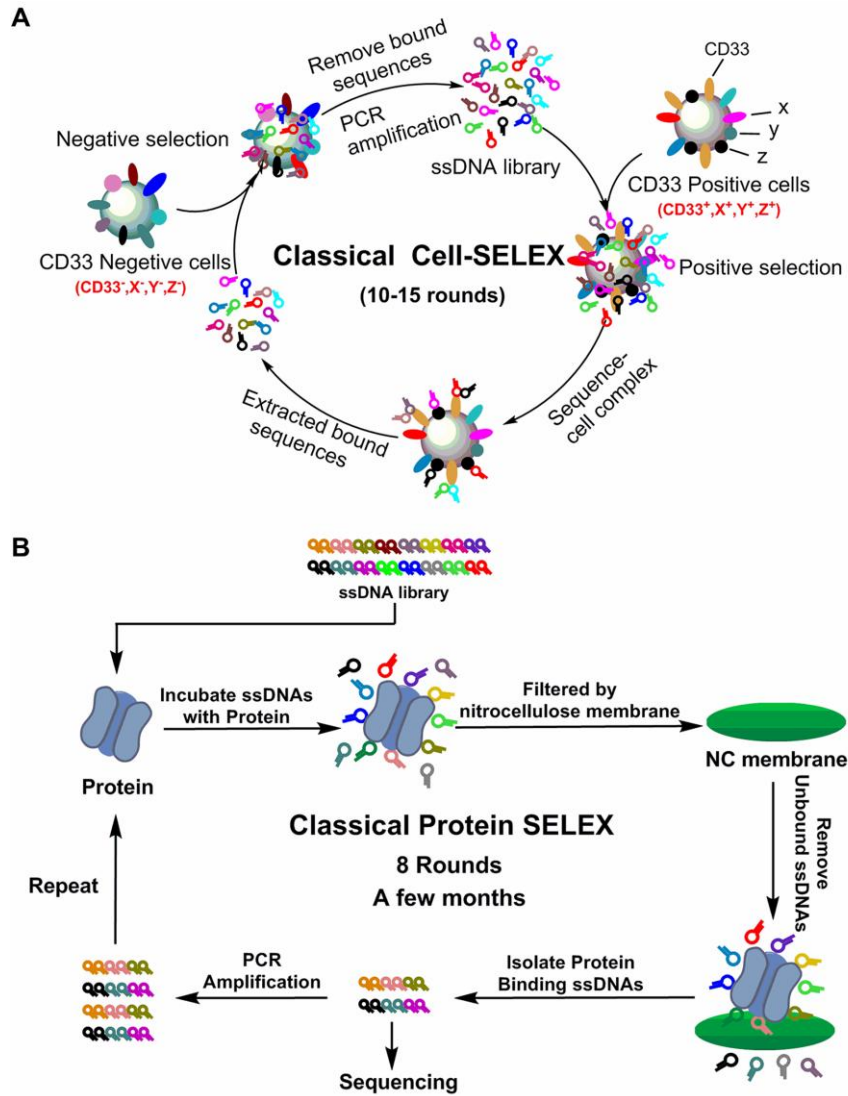 A
Remove bound
sequences
PCR
amplification
ssDNA library
CD33
x
y
z
CD33 Positive cells
(CD33⁺,X⁺,Y⁺,Z⁺)
Negative selection
CD33 Negetive cells
(CD33⁻,X⁻,Y⁻,Z⁻)
Classical Cell-SELEX
(10-15 rounds)
Positive selection
Sequence-
cell complex
Extracted bound
sequences
B
ssDNA library
Incubate ssDNAs
with Protein
Filtered by
nitrocellulose membrane
Protein
NC membrane
Classical Protein SELEX
8 Rounds
A few months
Remove
Unbound ssDNAs
Repeat
PCR
Amplification
Isolate Protein
Binding ssDNAs
Sequencing